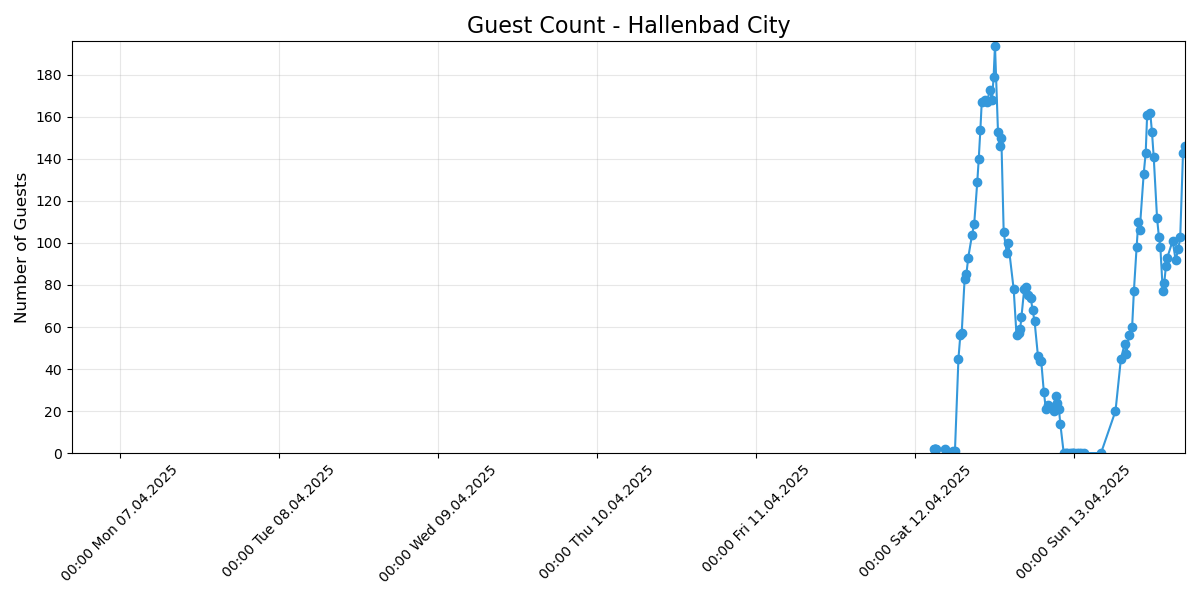 Guest Count - Hallenbad City
Number of Guests
180
160
140
120
100
80
60
40
20
0
00:00 Mon 07.04.2025
00:00 Tue 08.04.2025
00:00 Wed 09.04.2025
00:00 Thu 10.04.2025
00:00 Fri 11.04.2025
00:00 Sat 12.04.2025
00:00 Sun 13.04.2025